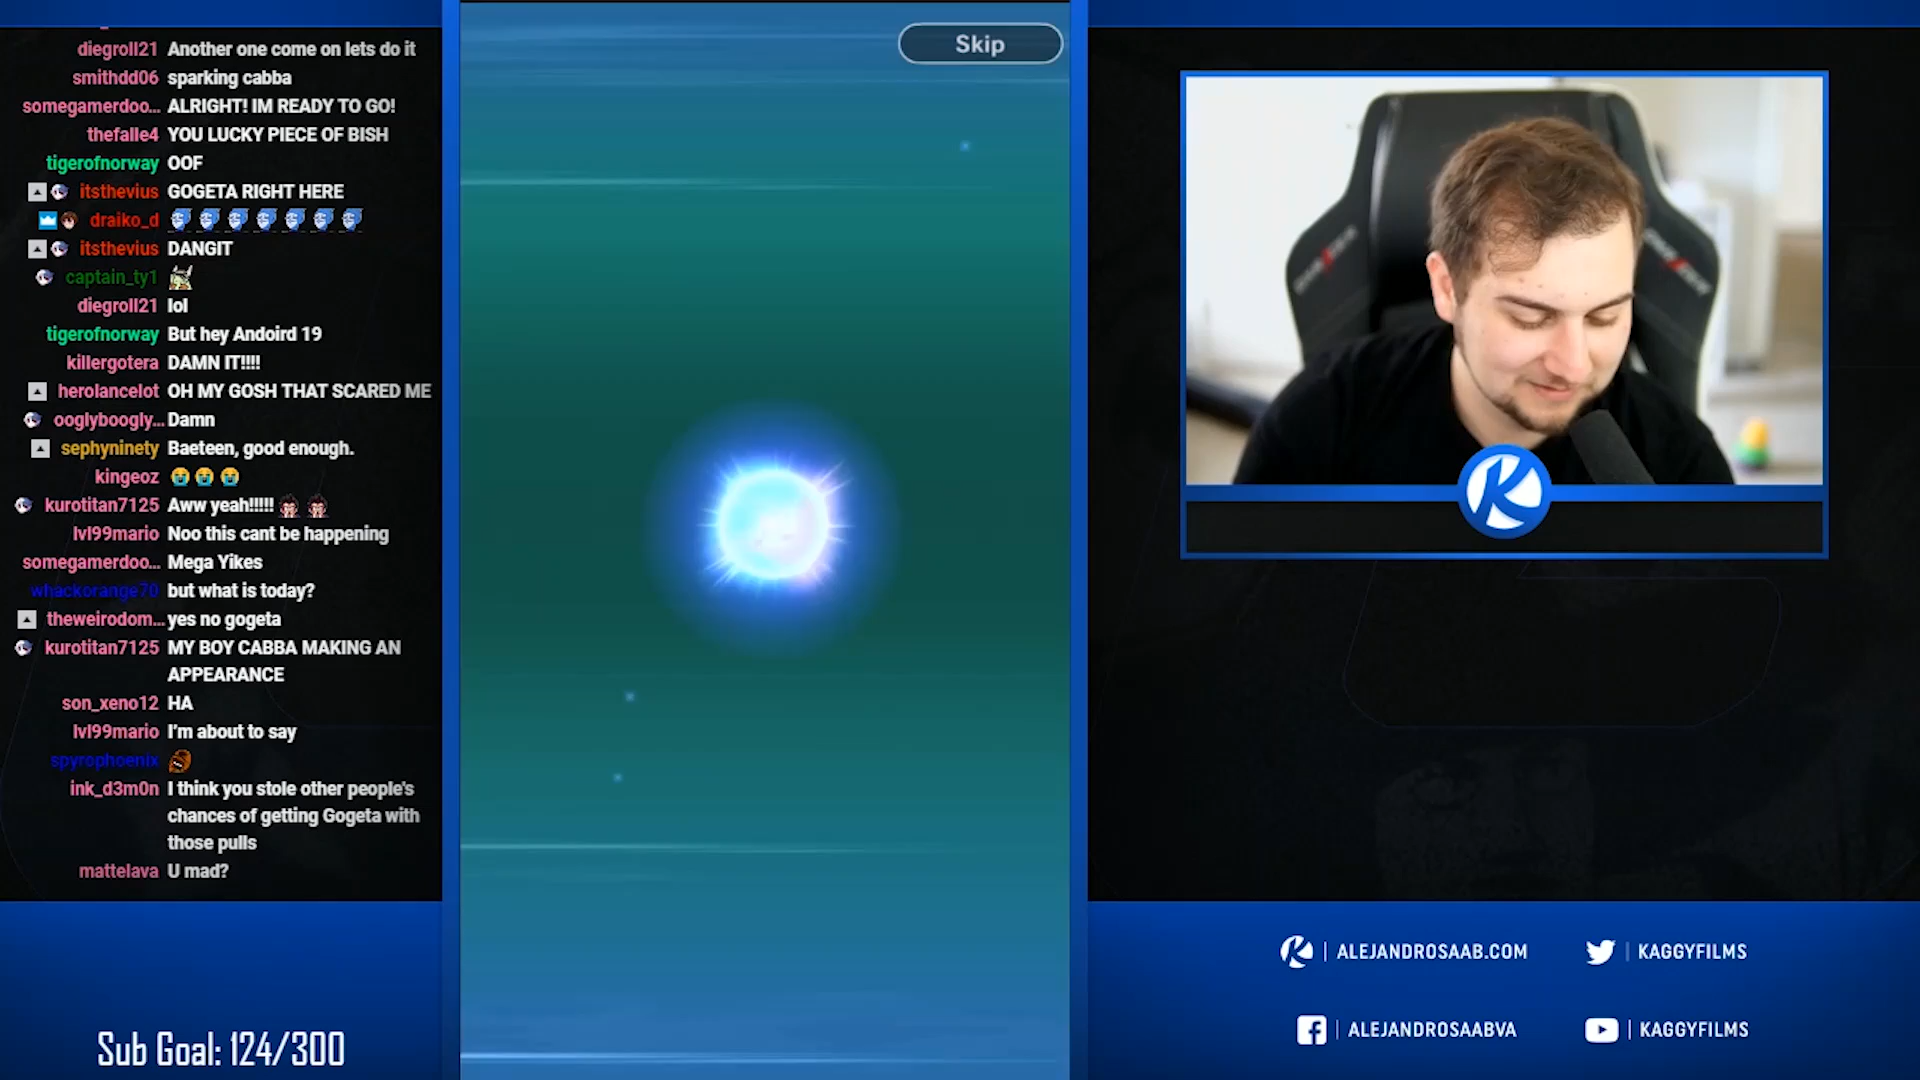 Skip
diegroll21 Another one come on lets do it
smithdd06 sparking cabba
somegamerdoo... ALRIGHT! IM READY TO GO!
thefalle4 YOU LUCKY PIECE OF BISH
tigerofnorway OOF
itsthevius GOGETA RIGHT HERE
draiko_d
itsthevius DANGIT
captain_ty1
diegroll21 lol
tigerofnorway But hey Andoird 19
killergotera DAMN IT!!!!
herolancelot OH MY GOSH THAT SCARED ME
ooglyboogly... Damn
sephyninety Baeteen, good enough.
kingeoz 😭😭😭
kurotitan7125 Aww yeah!!!!!
lvl99mario Noo this cant be happening
somegamerdoo... Mega Yikes
whackorange70 but what is today?
theweirodom... yes no gogeta
kurotitan7125 MY BOY CABBA MAKING AN
APPEARANCE
son_xeno12 HA
lvl99mario I'm about to say
spyrophoenix
ink_d3m0n I think you stole other people's
chances of getting Gogeta with
those pulls
mattelava U mad?
Sub Goal: 124/300
K | ALEJANDROSAAB.COM
| KAGGYFILMS
| ALEJANDROSAABVA
| KAGGYFILMS